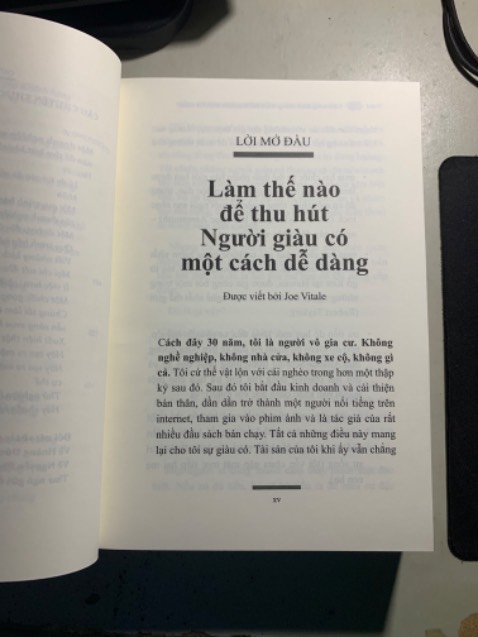 LỜI MỞ ĐẦU
Làm thế nào
để thu hút
Người giàu có
một cách dễ dàng
Được viết bởi Joe Vitale
Cách đây 30 năm, tôi là người vô gia cư. Không
nghề nghiệp, không nhà cửa, không xe cộ, không gì
cả. Tôi cứ thế vật lộn với cái nghèo trong hơn một thập
kỷ sau đó. Sau đó tôi bắt đầu kinh doanh và cải thiện
bản thân, dần dần trở thành một người nổi tiếng trên
internet, tham gia vào phim ảnh và là tác giả của rất
nhiều đầu sách bán chạy. Tất cả những điều này mang
lại cho tôi sự giàu có. Tài sản của tôi khi ấy vẫn chẳng
xv